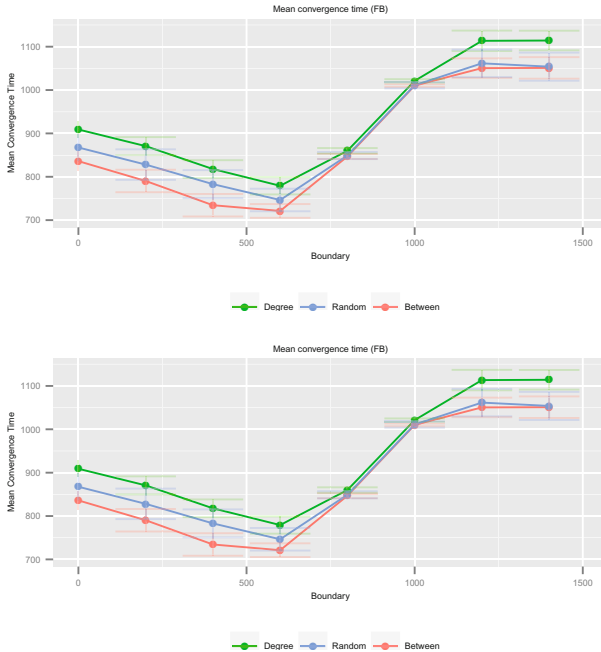 Mean convergence time (FB)
1100
1000
900
800
700
Mean Convergence Time
0 500 1000 1500
Boundary
Degree Random Between
Mean convergence time (FB)
1100
1000
900
800
700
Mean Convergence Time
0 500 1000 1500
Boundary
Degree Random Between